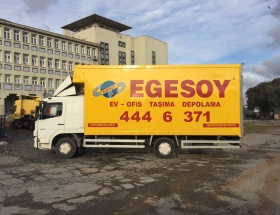 EGESOY
EV - OFİS TAŞIMA DEPOLAMA
444 6 371